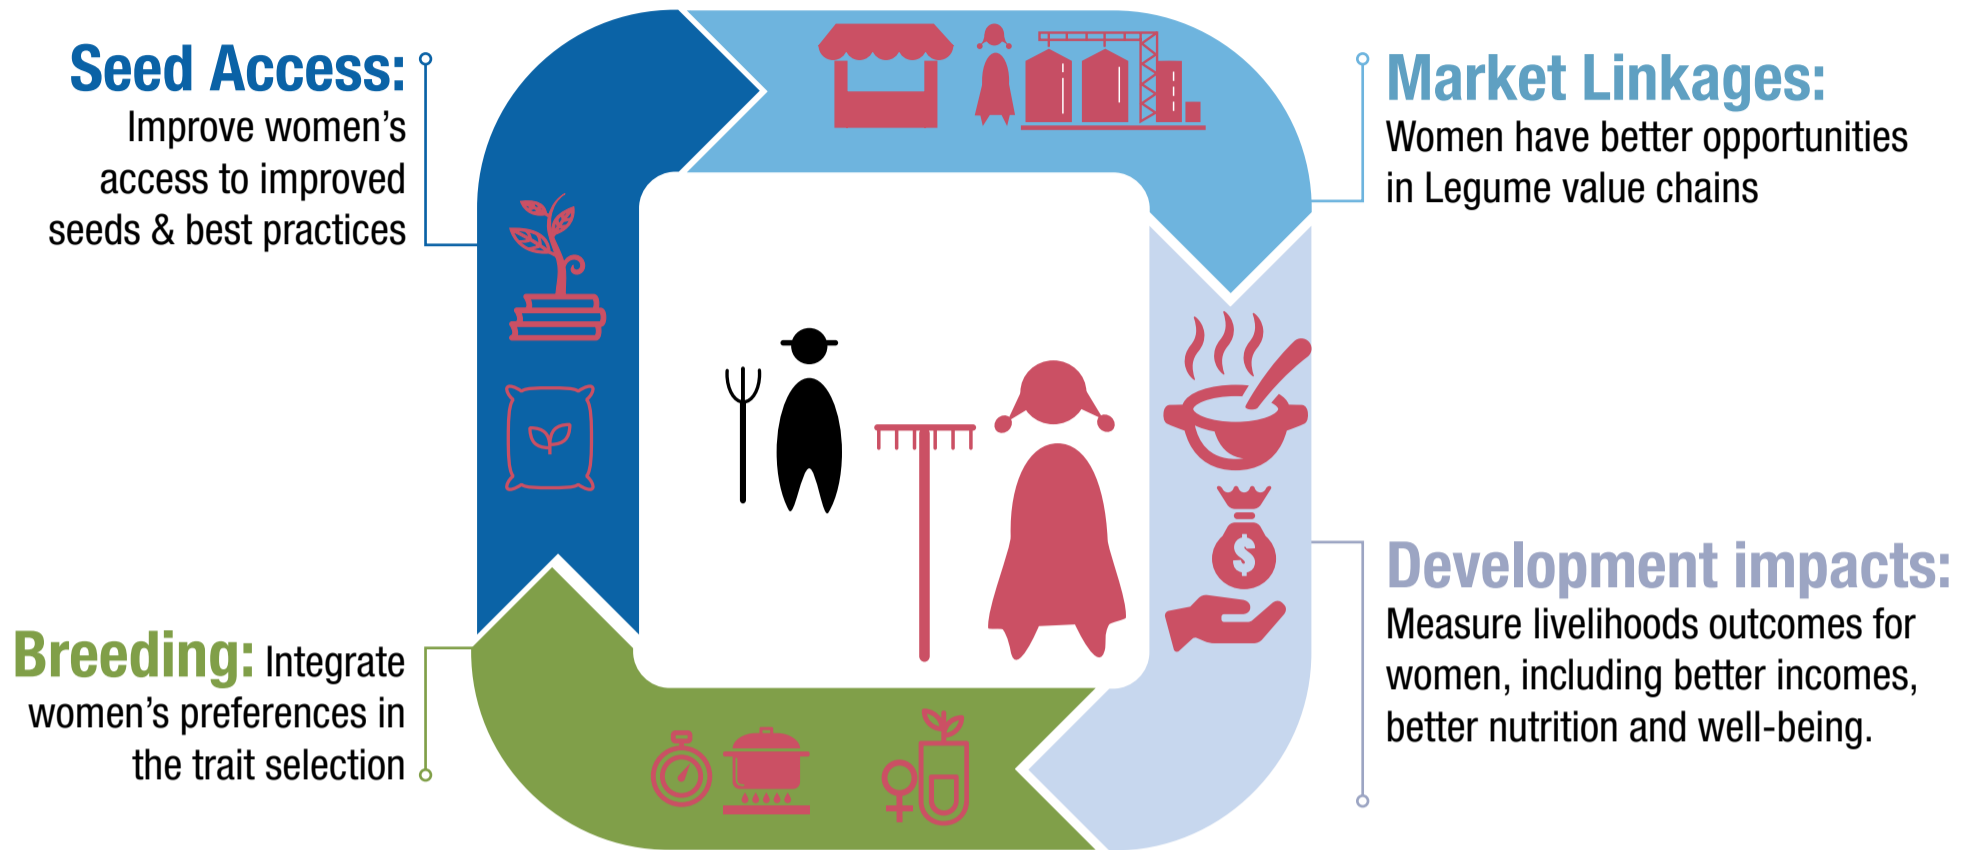 Seed Access:
Improve women’s
access to improved
seeds & best practices
Market Linkages:
Women have better opportunities
in Legume value chains
Breeding: Integrate
women’s preferences in
the trait selection
Development impacts:
Measure livelihoods outcomes for
women, including better incomes,
better nutrition and well-being.
$